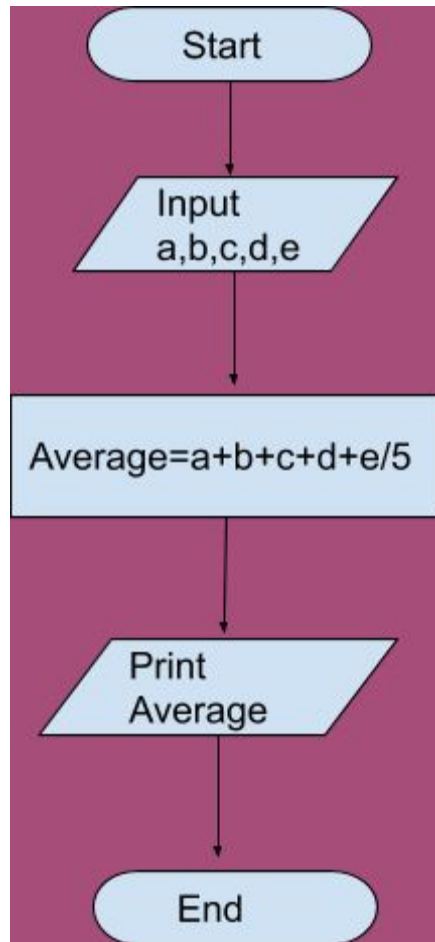 Start
Input
a,b,c,d,e
Average=a+b+c+d+e/5
Print
Average
End